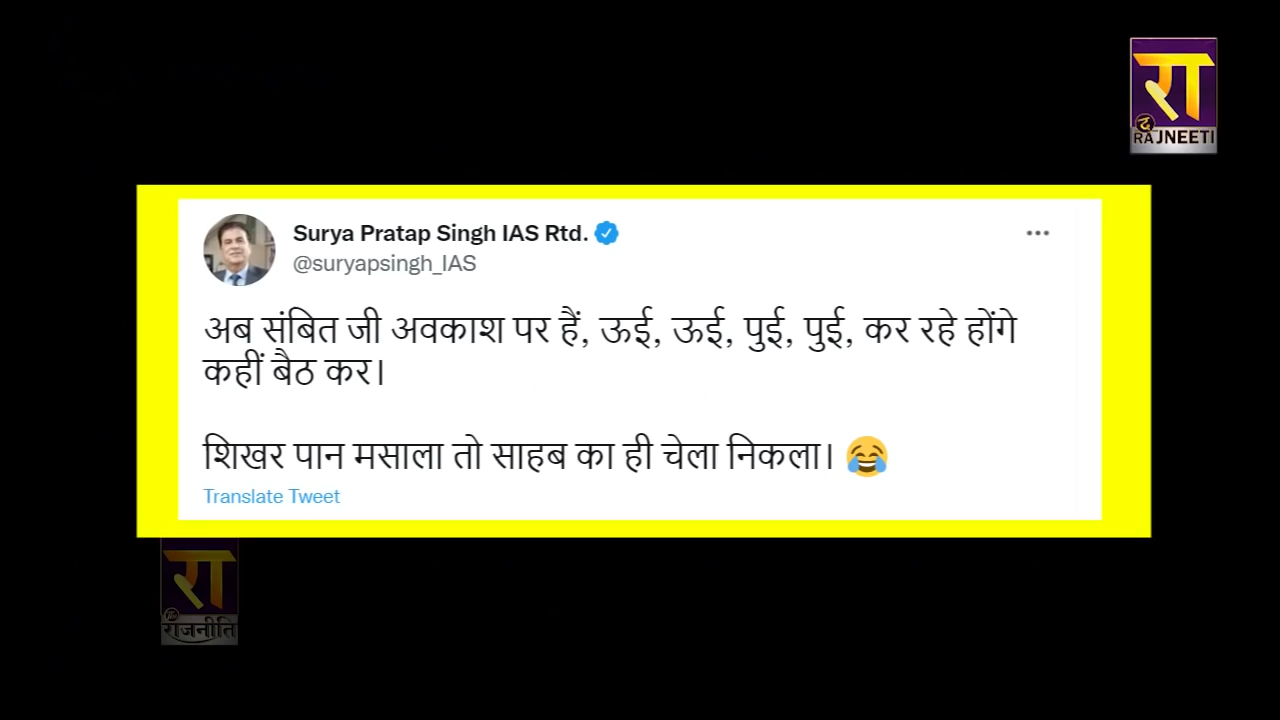 रा
द
RAJNEETI
Surya Pratap Singh IAS Rtd.
@suryapsingh_IAS
अब संबित जी अवकाश पर हैं, ऊई, ऊई, पुई, पुई, कर रहे होंगे
कहीं बैठ कर।
शिखर पान मसाला तो साहब का ही चेला निकला। 😂
Translate Tweet
रा
राजनीति